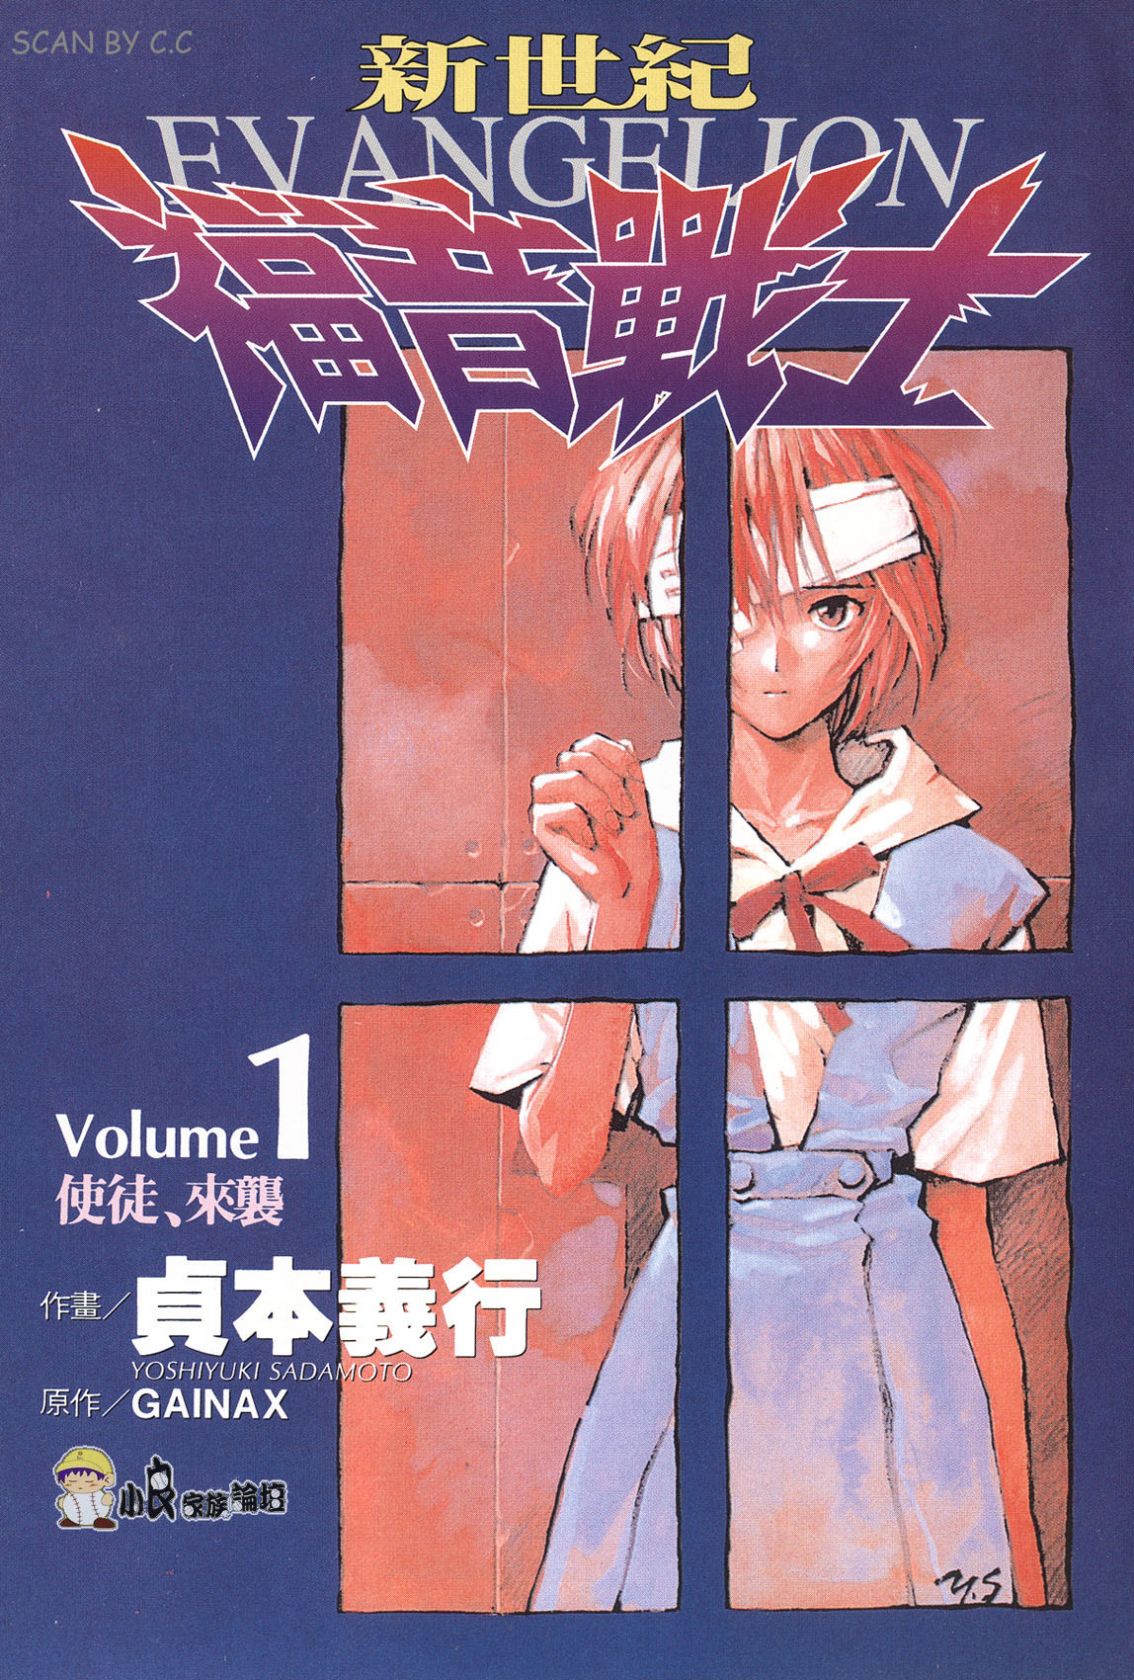 SCAN BY C.C
新世紀
EVANGELION
福音戰士
Volume 1
使徒、來襲
作畫／貞本義行
YOSHIYUKI SADAMOTO
原作／GAINAX
小良家族論坛
Y.S